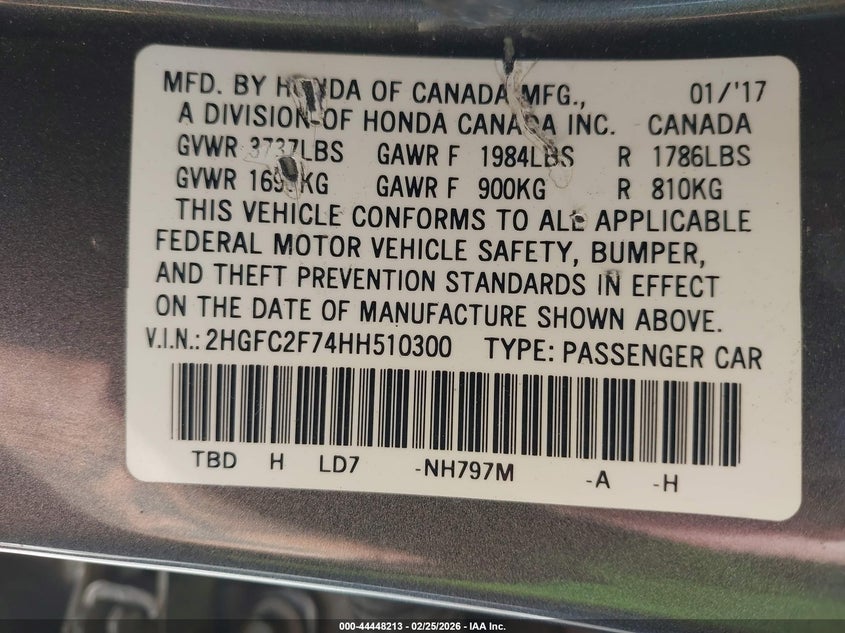 MFD. BY HONDA OF CANADA MFG., 01/'17
A DIVISION OF HONDA CANADA INC. CANADA
GVWR 3737LBS GAWR F 1984LBS R 1786LBS
GVWR KG GAWR F 900KG R 810KG
THIS VEHICLE CONFORMS TO ALL APPLICABLE
FEDERAL MOTOR VEHICLE SAFETY, BUMPER,
AND THEFT PREVENTION STANDARDS IN EFFECT
ON THE DATE OF MANUFACTURE SHOWN ABOVE.
V.I.N.: 2HGFC2F74HH510300 TYPE: PASSENGER CAR
TBD H LD7 -NH797M -A -H
000-44448213 - 02/25/2026 - IAA Inc.